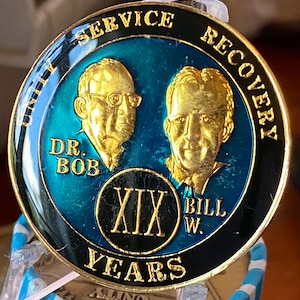 UNITY SERVICE RECOVERY
DR.
BOB
BILL
W.
XIX
YEARS